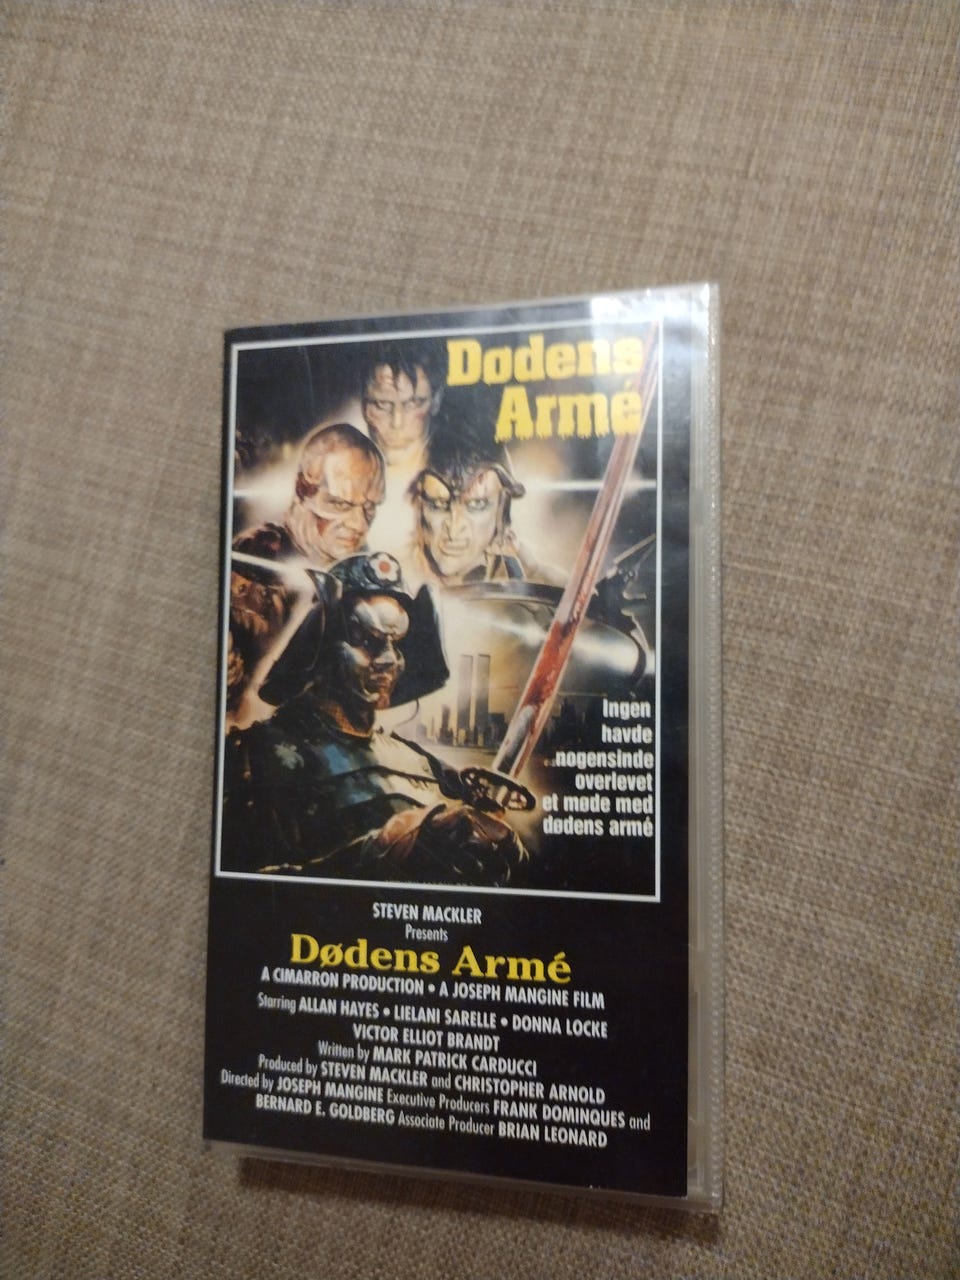 Dødens
Armé
Ingen
havde
nogensinde
overlevet
et møde med
dødens armé
STEVEN MACKLER
Presents
Dødens Armé
A CIMARRON PRODUCTION • A JOSEPH MANGINE FILM
Starring ALLAN HAYES • LIELANI SARELLE • DONNA LOCKE
VICTOR ELLIOT BRANDT
Written by MARK PATRICK CARDUCCI
Produced by STEVEN MACKLER and CHRISTOPHER ARNOLD
Directed by JOSEPH MANGINE Executive Producers FRANK DOMINQUES and
BERNARD E. GOLDBERG Associate Producer BRIAN LEONARD